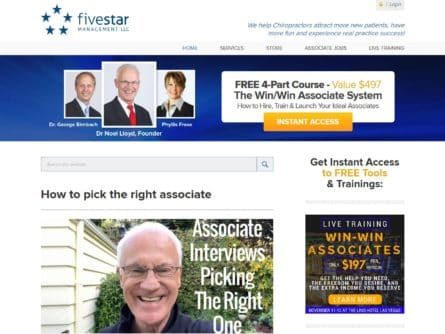 Login
fivestar
MANAGEMENT LLC
We help Chiropractors attract more new patients, have
more fun and experience real practice success!
HOME SERVICES STORE ASSOCIATE JOBS LIVE TRAINING
FREE 4-Part Course - Value $497
The Win/Win Associate System
How to Hire, Train & Launch Your Ideal Associates
INSTANT ACCESS
Dr. George Birnbach
Phyllis Frase
Dr Noel Lloyd, Founder
Search the website
Get Instant Access
to FREE Tools
& Trainings:
How to pick the right associate
Associate
Interviews
Picking
The Right
One
LIVE TRAINING
WIN-WIN
ASSOCIATES
ONLY $197
GET THE HELP YOU NEED,
THE FREEDOM YOU DESIRE, AND
THE EXTRA INCOME YOU DESERVE
LEARN MORE
NOVEMBER 11-12 AT THE LINQ HOTEL LAS VEGAS